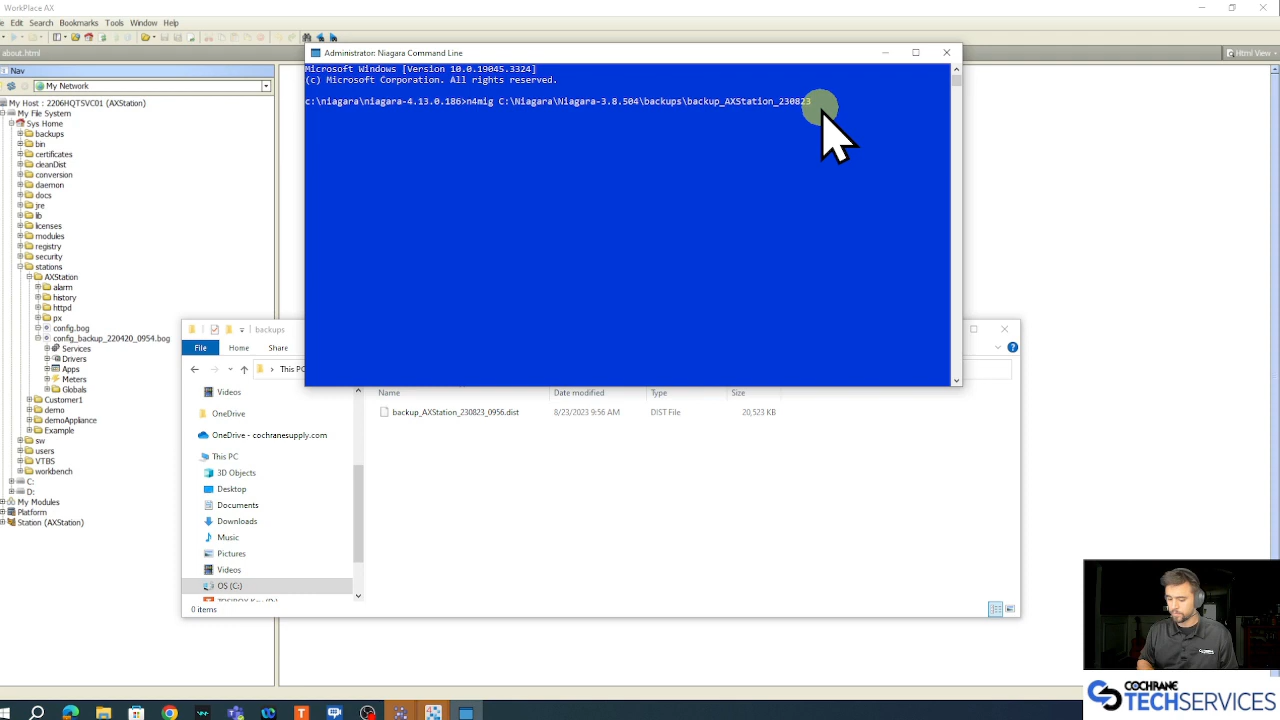 WorkPlace AX
Edit Search Bookmarks Tools Window Help
about.html
Html View
Nav
My Network
My Host : 2206HQTSVC01 (AXStation)
My File System
Sys Home
backups
bin
certificates
cleanDist
conversion
daemon
docs
jre
lib
licenses
modules
registry
security
stations
AXStation
alarm
history
httpd
px
config.bog
config_backup_220420_0954.bog
Services
Drivers
Apps
Meters
Globals
Customer1
demo
demoAppliance
Example
sw
users
VTBS
workbench
C:
D:
My Modules
Platform
Station (AXStation)
Administrator: Niagara Command Line
Microsoft Windows [Version 10.0.19045.3324]
(c) Microsoft Corporation. All rights reserved.
c:\niagara\niagara-4.13.0.186>n4mig C:\Niagara\Niagara-3.8.504\backups\backup_AXStation_230823
backups
File Home Share
This PC
Name Date modified Type Size
backup_AXStation_230823_0956.dist 8/23/2023 9:56 AM DIST File 20,523 KB
Videos
OneDrive
OneDrive - cochranesupply.com
This PC
3D Objects
Desktop
Documents
Downloads
Music
Pictures
Videos
OS (C:)
0 items
COCHRANE
TECHSERVICES